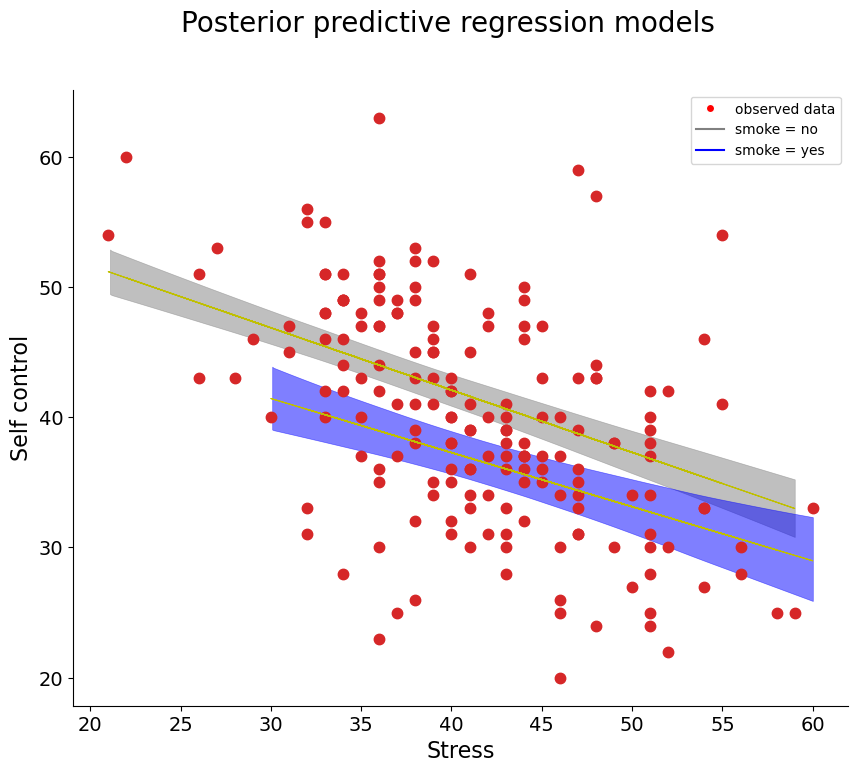 Posterior predictive regression models
observed data
smoke = no
smoke = yes
Self control
60
50
40
30
20
20 25 30 35 40 45 50 55 60
Stress